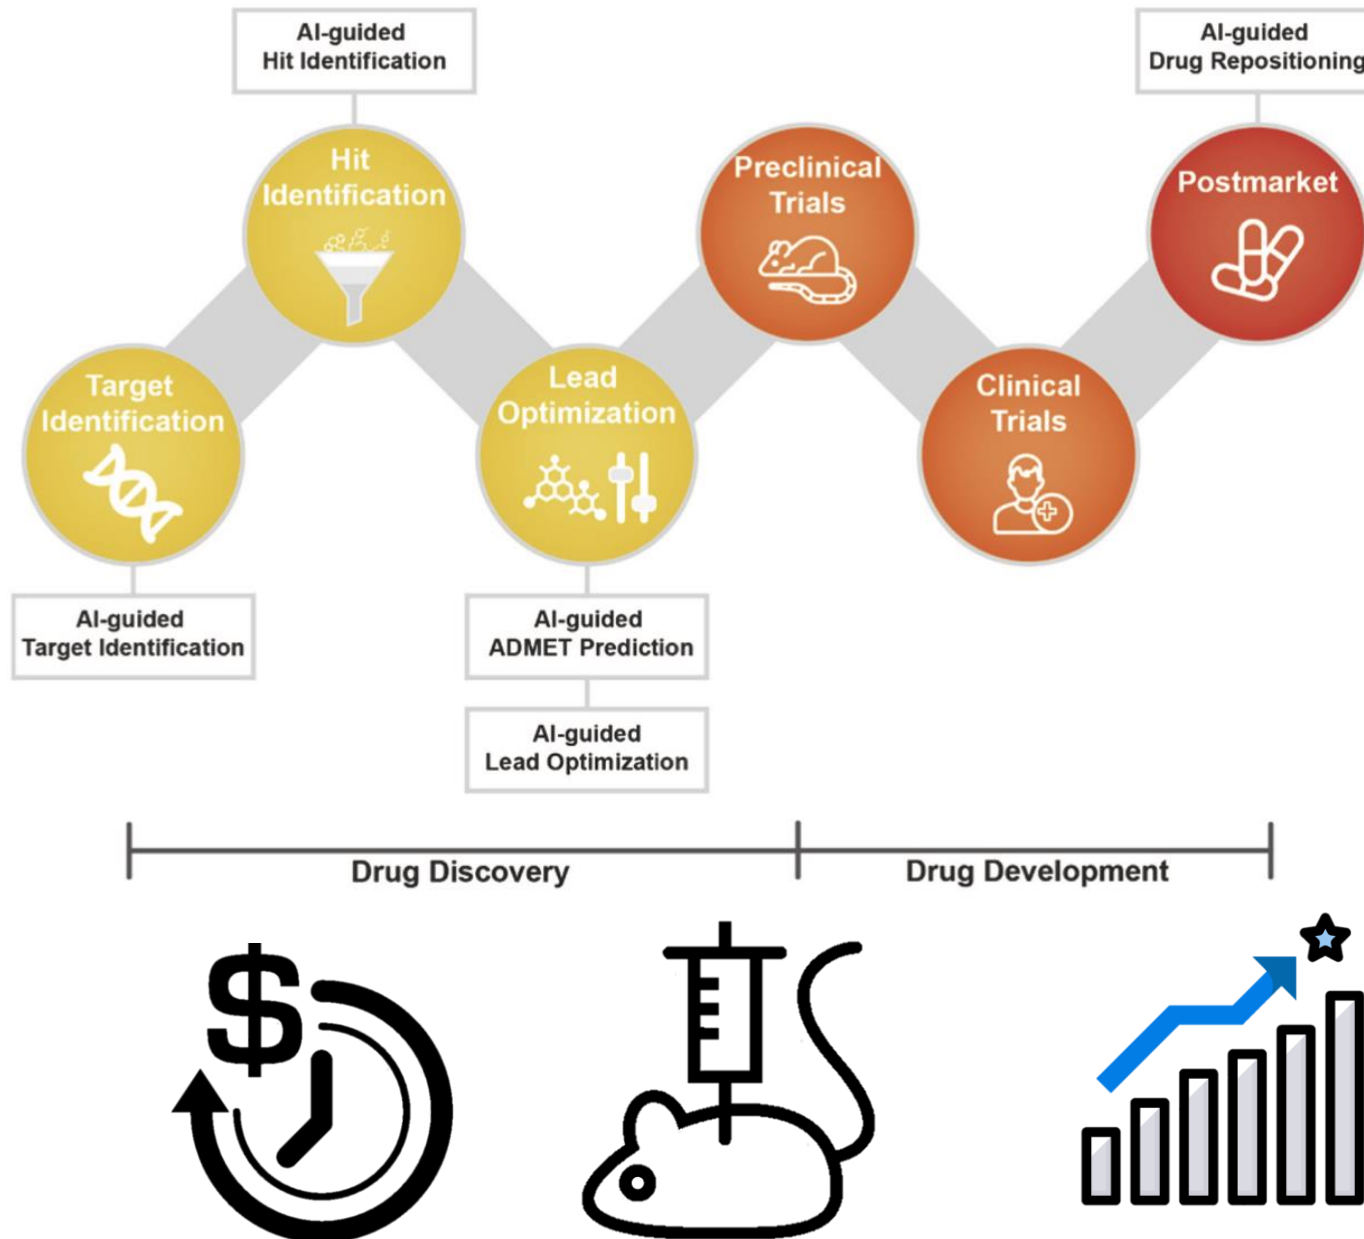 AI-guided
Hit Identification
AI-guided
Drug Repositioning
Hit
Identification
Preclinical
Trials
Postmarket
Target
Identification
Lead
Optimization
Clinical
Trials
AI-guided
Target Identification
AI-guided
ADMET Prediction
AI-guided
Lead Optimization
Drug Discovery
Drug Development
$